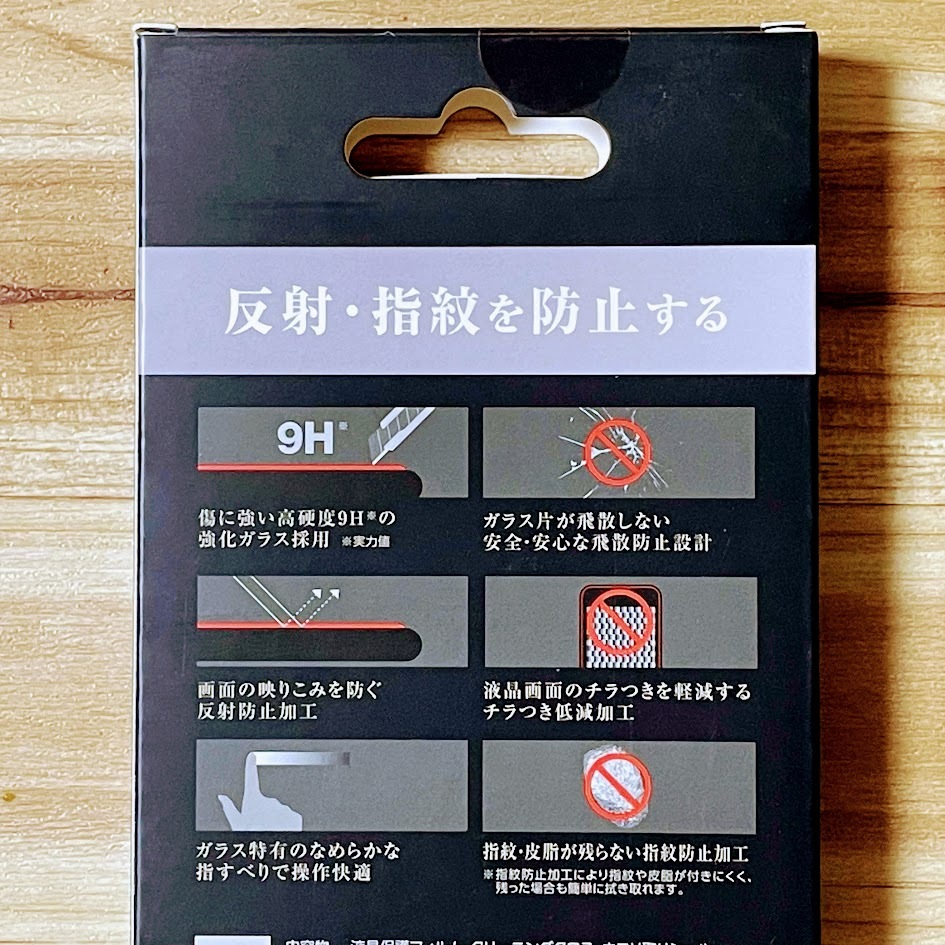 反射・指紋を防止する
9H※
傷に強い高硬度9H※の
強化ガラス採用 ※実力値
ガラス片が飛散しない
安全・安心な飛散防止設計
画面の映りこみを防ぐ
反射防止加工
液晶画面のチラつきを軽減する
チラつき低減加工
ガラス特有のなめらかな
指すべりで操作快適
指紋・皮脂が残らない指紋防止加工
※指紋防止加工により指紋や皮脂が付きにくく、
残った場合も簡単に拭き取れます。